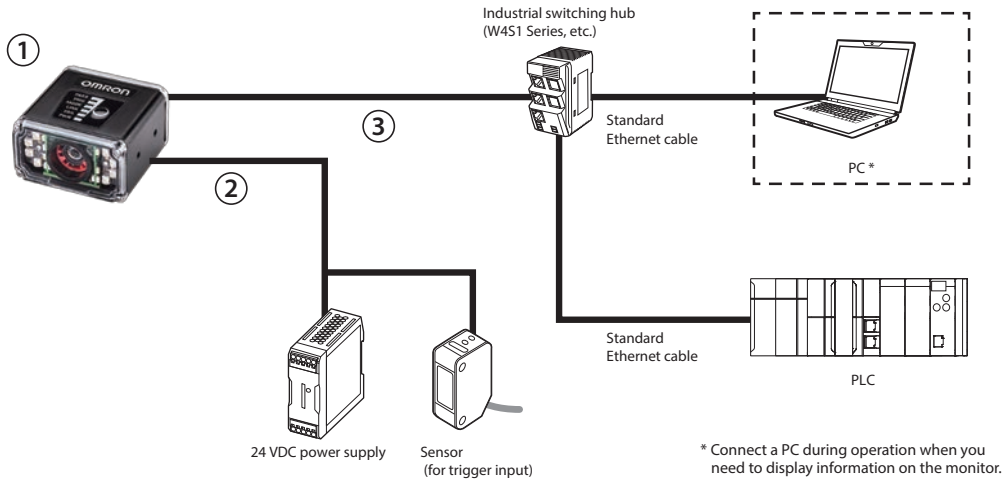 Industrial switching hub
(W4S1 Series, etc.)
①
OMRON
③
Standard
Ethernet cable
PC *
②
Standard
Ethernet cable
PLC
24 VDC power supply
Sensor
(for trigger input)
* Connect a PC during operation when you
need to display information on the monitor.